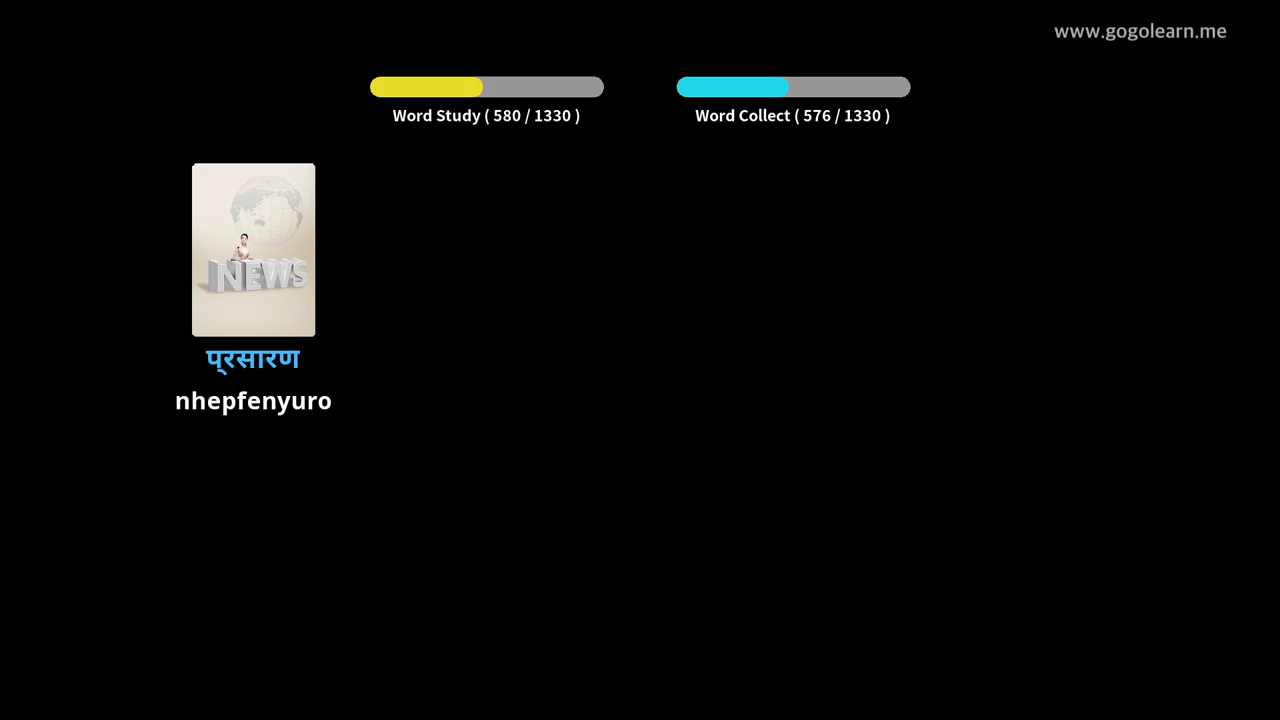 www.gogolearn.me
Word Study ( 580 / 1330 )
Word Collect ( 576 / 1330 )
NEWS
प्रसारण
nhepfenyuro